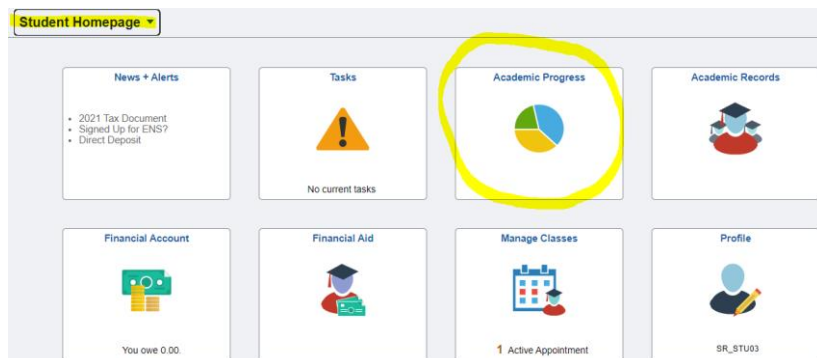 Student Homepage
News + Alerts
2021 Tax Document
Signed Up for ENS?
Direct Deposit
Tasks
No current tasks
Academic Progress
Academic Records
Financial Account
You owe 0.00.
Financial Aid
Manage Classes
1 Active Appointment
Profile
SR_STU03